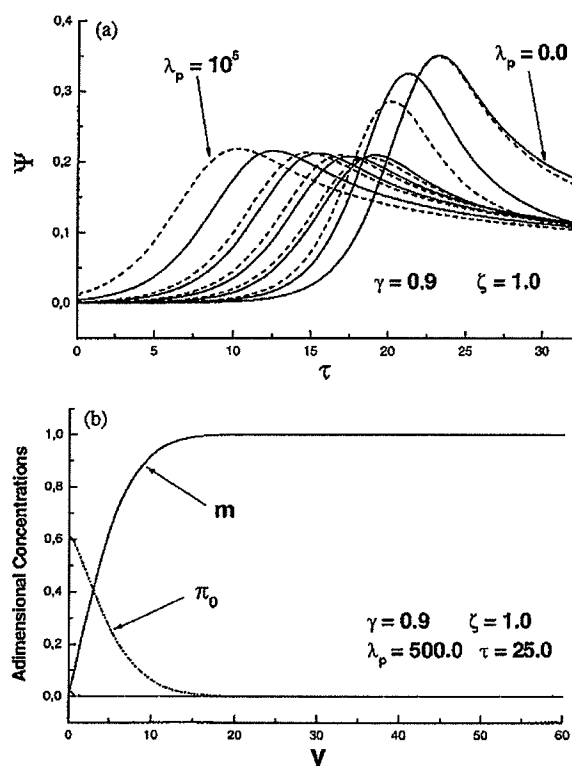 (a)
0,4
0,3
0,2
0,1
0,0
Ψ
λp = 10⁵
λp = 0.0
γ = 0.9 ζ = 1.0
0 5 10 15 20 25 30
τ
(b)
1,0
0,8
0,6
0,4
0,2
0,0
Adimensional Concentrations
m
π₀
γ = 0.9 ζ = 1.0
λp = 500.0 τ = 25.0
0 10 20 30 40 50 60
V